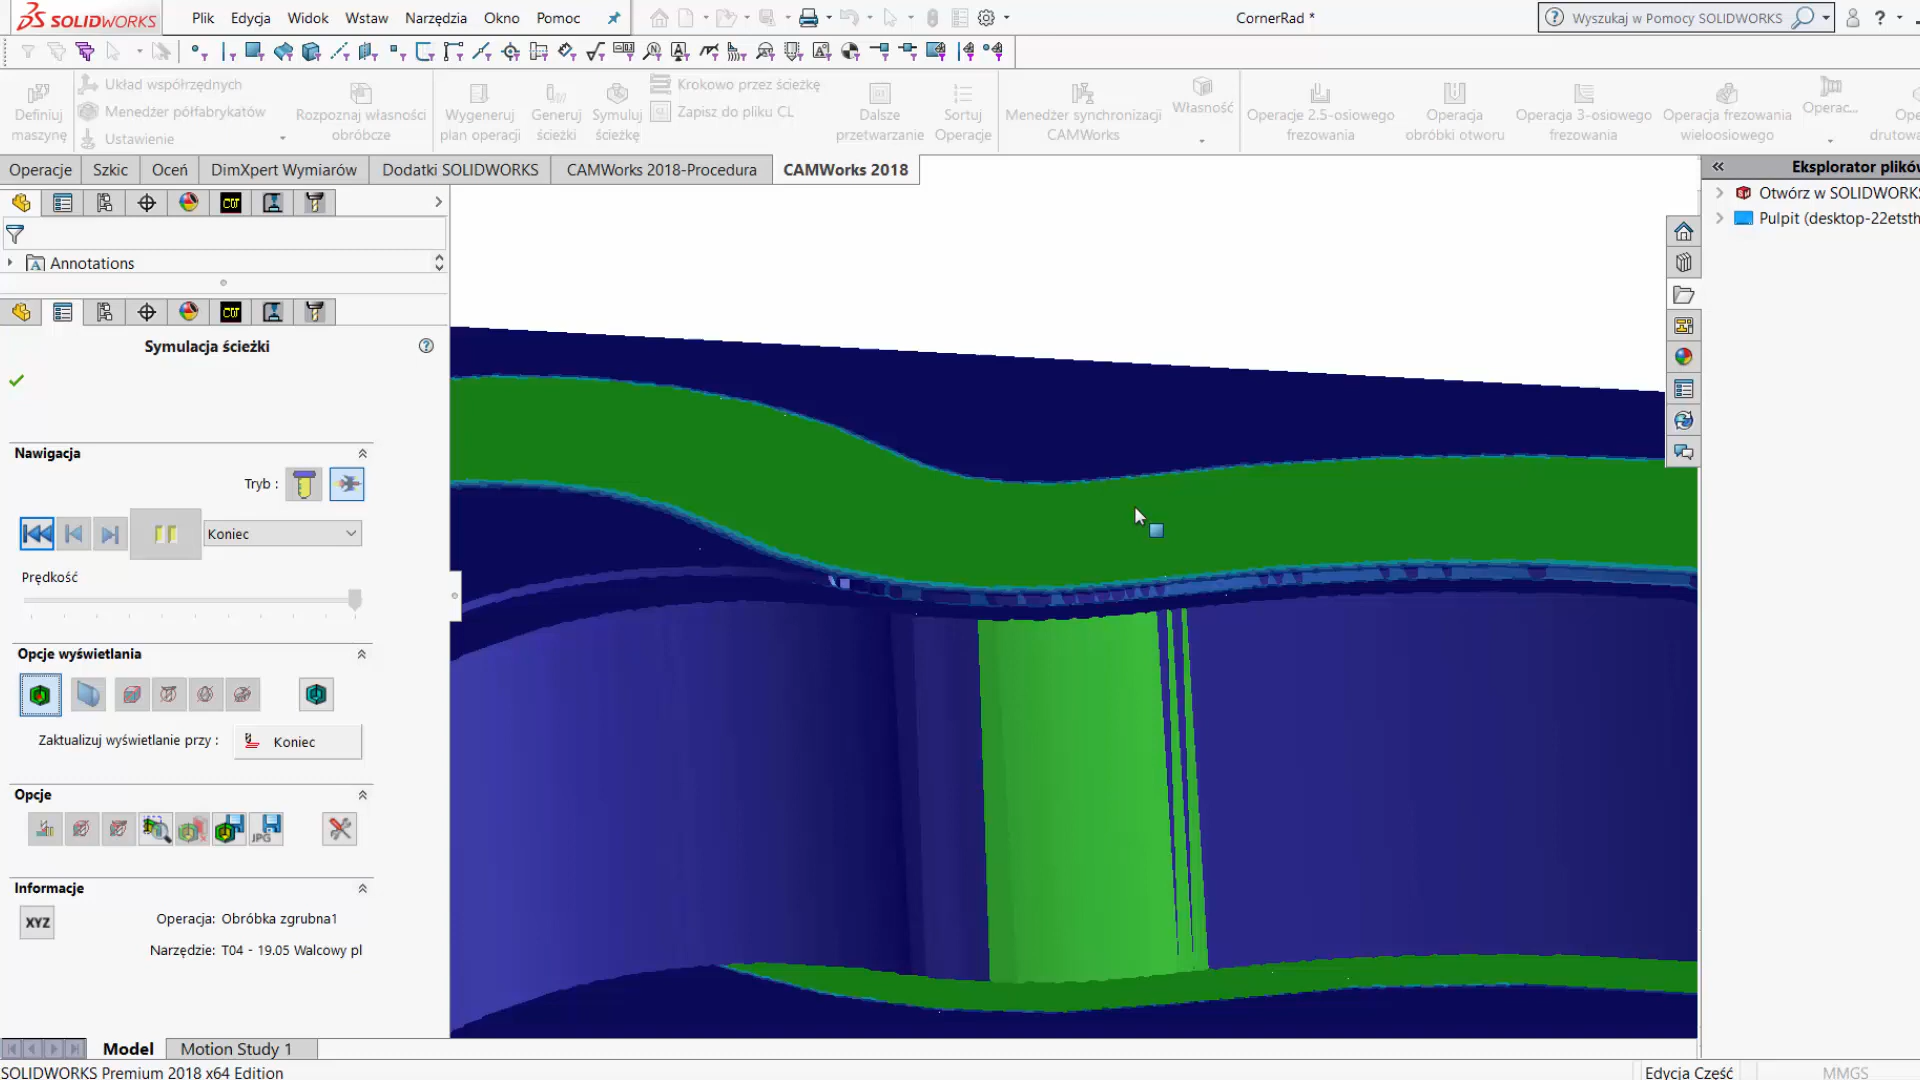 SOLIDWORKS
Plik Edycja Widok Wstaw Narzędzia Okno Pomoc
CornerRad *
Wyszukaj w Pomocy SOLIDWORKS
Definiuj maszynę
Układ współrzędnych
Menedżer półfabrykatów
Ustawienie
Rozpoznaj własności obróbcze
Wygeneruj plan operacji
Generuj ścieżki
Symuluj ścieżkę
Krokowo przez ścieżkę
Zapisz do pliku CL
Dalsze przetwarzanie
Sortuj Operacje
Menedżer synchronizacji CAMWorks
Własność
Operacje 2.5-osiowego frezowania
Operacja obróbki otworu
Operacja 3-osiowego frezowania
Operacja frezowania wieloosiowego
Operac...
Operacje Szkic Oceń DimXpert Wymiarów Dodatki SOLIDWORKS CAMWorks 2018-Procedura CAMWorks 2018
Eksplorator plików
Otwórz w SOLIDWORKS
Pulpit (desktop-22etsth
Annotations
Symulacja ścieżki
Nawigacja
Tryb :
Koniec
Prędkość
Opcje wyświetlania
Zaktualizuj wyświetlanie przy : Koniec
Opcje
JPG
Informacje
XYZ
Operacja: Obróbka zgrubna1
Narzędzie: T04 - 19.05 Walcowy pl
Model Motion Study 1
SOLIDWORKS Premium 2018 x64 Edition
Edycja Część MMGS